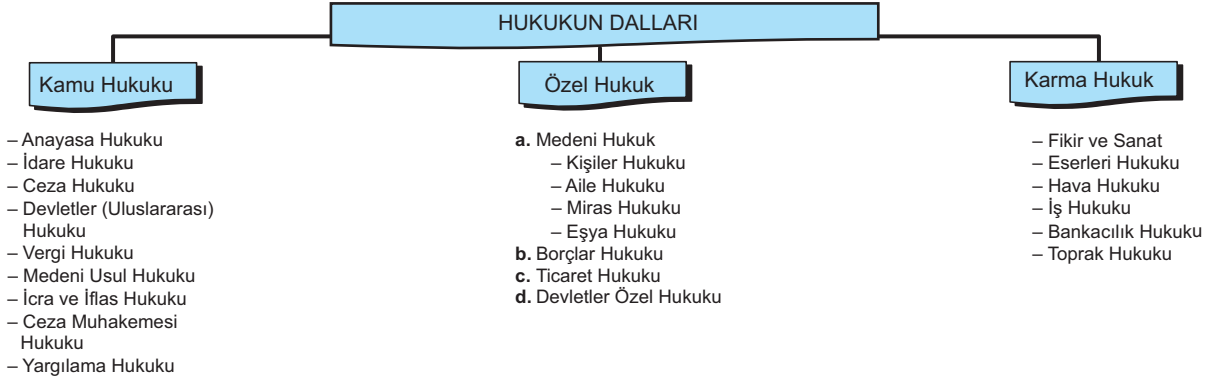 HUKUKUN DALLARI
Kamu Hukuku
– Anayasa Hukuku
– İdare Hukuku
– Ceza Hukuku
– Devletler (Uluslararası)
Hukuku
– Vergi Hukuku
– Medeni Usul Hukuku
– İcra ve İflas Hukuku
– Ceza Muhakemesi
Hukuku
– Yargılama Hukuku
Özel Hukuk
a. Medeni Hukuk
– Kişiler Hukuku
– Aile Hukuku
– Miras Hukuku
– Eşya Hukuku
b. Borçlar Hukuku
c. Ticaret Hukuku
d. Devletler Özel Hukuku
Karma Hukuk
– Fikir ve Sanat
– Eserleri Hukuku
– Hava Hukuku
– İş Hukuku
– Bankacılık Hukuku
– Toprak Hukuku